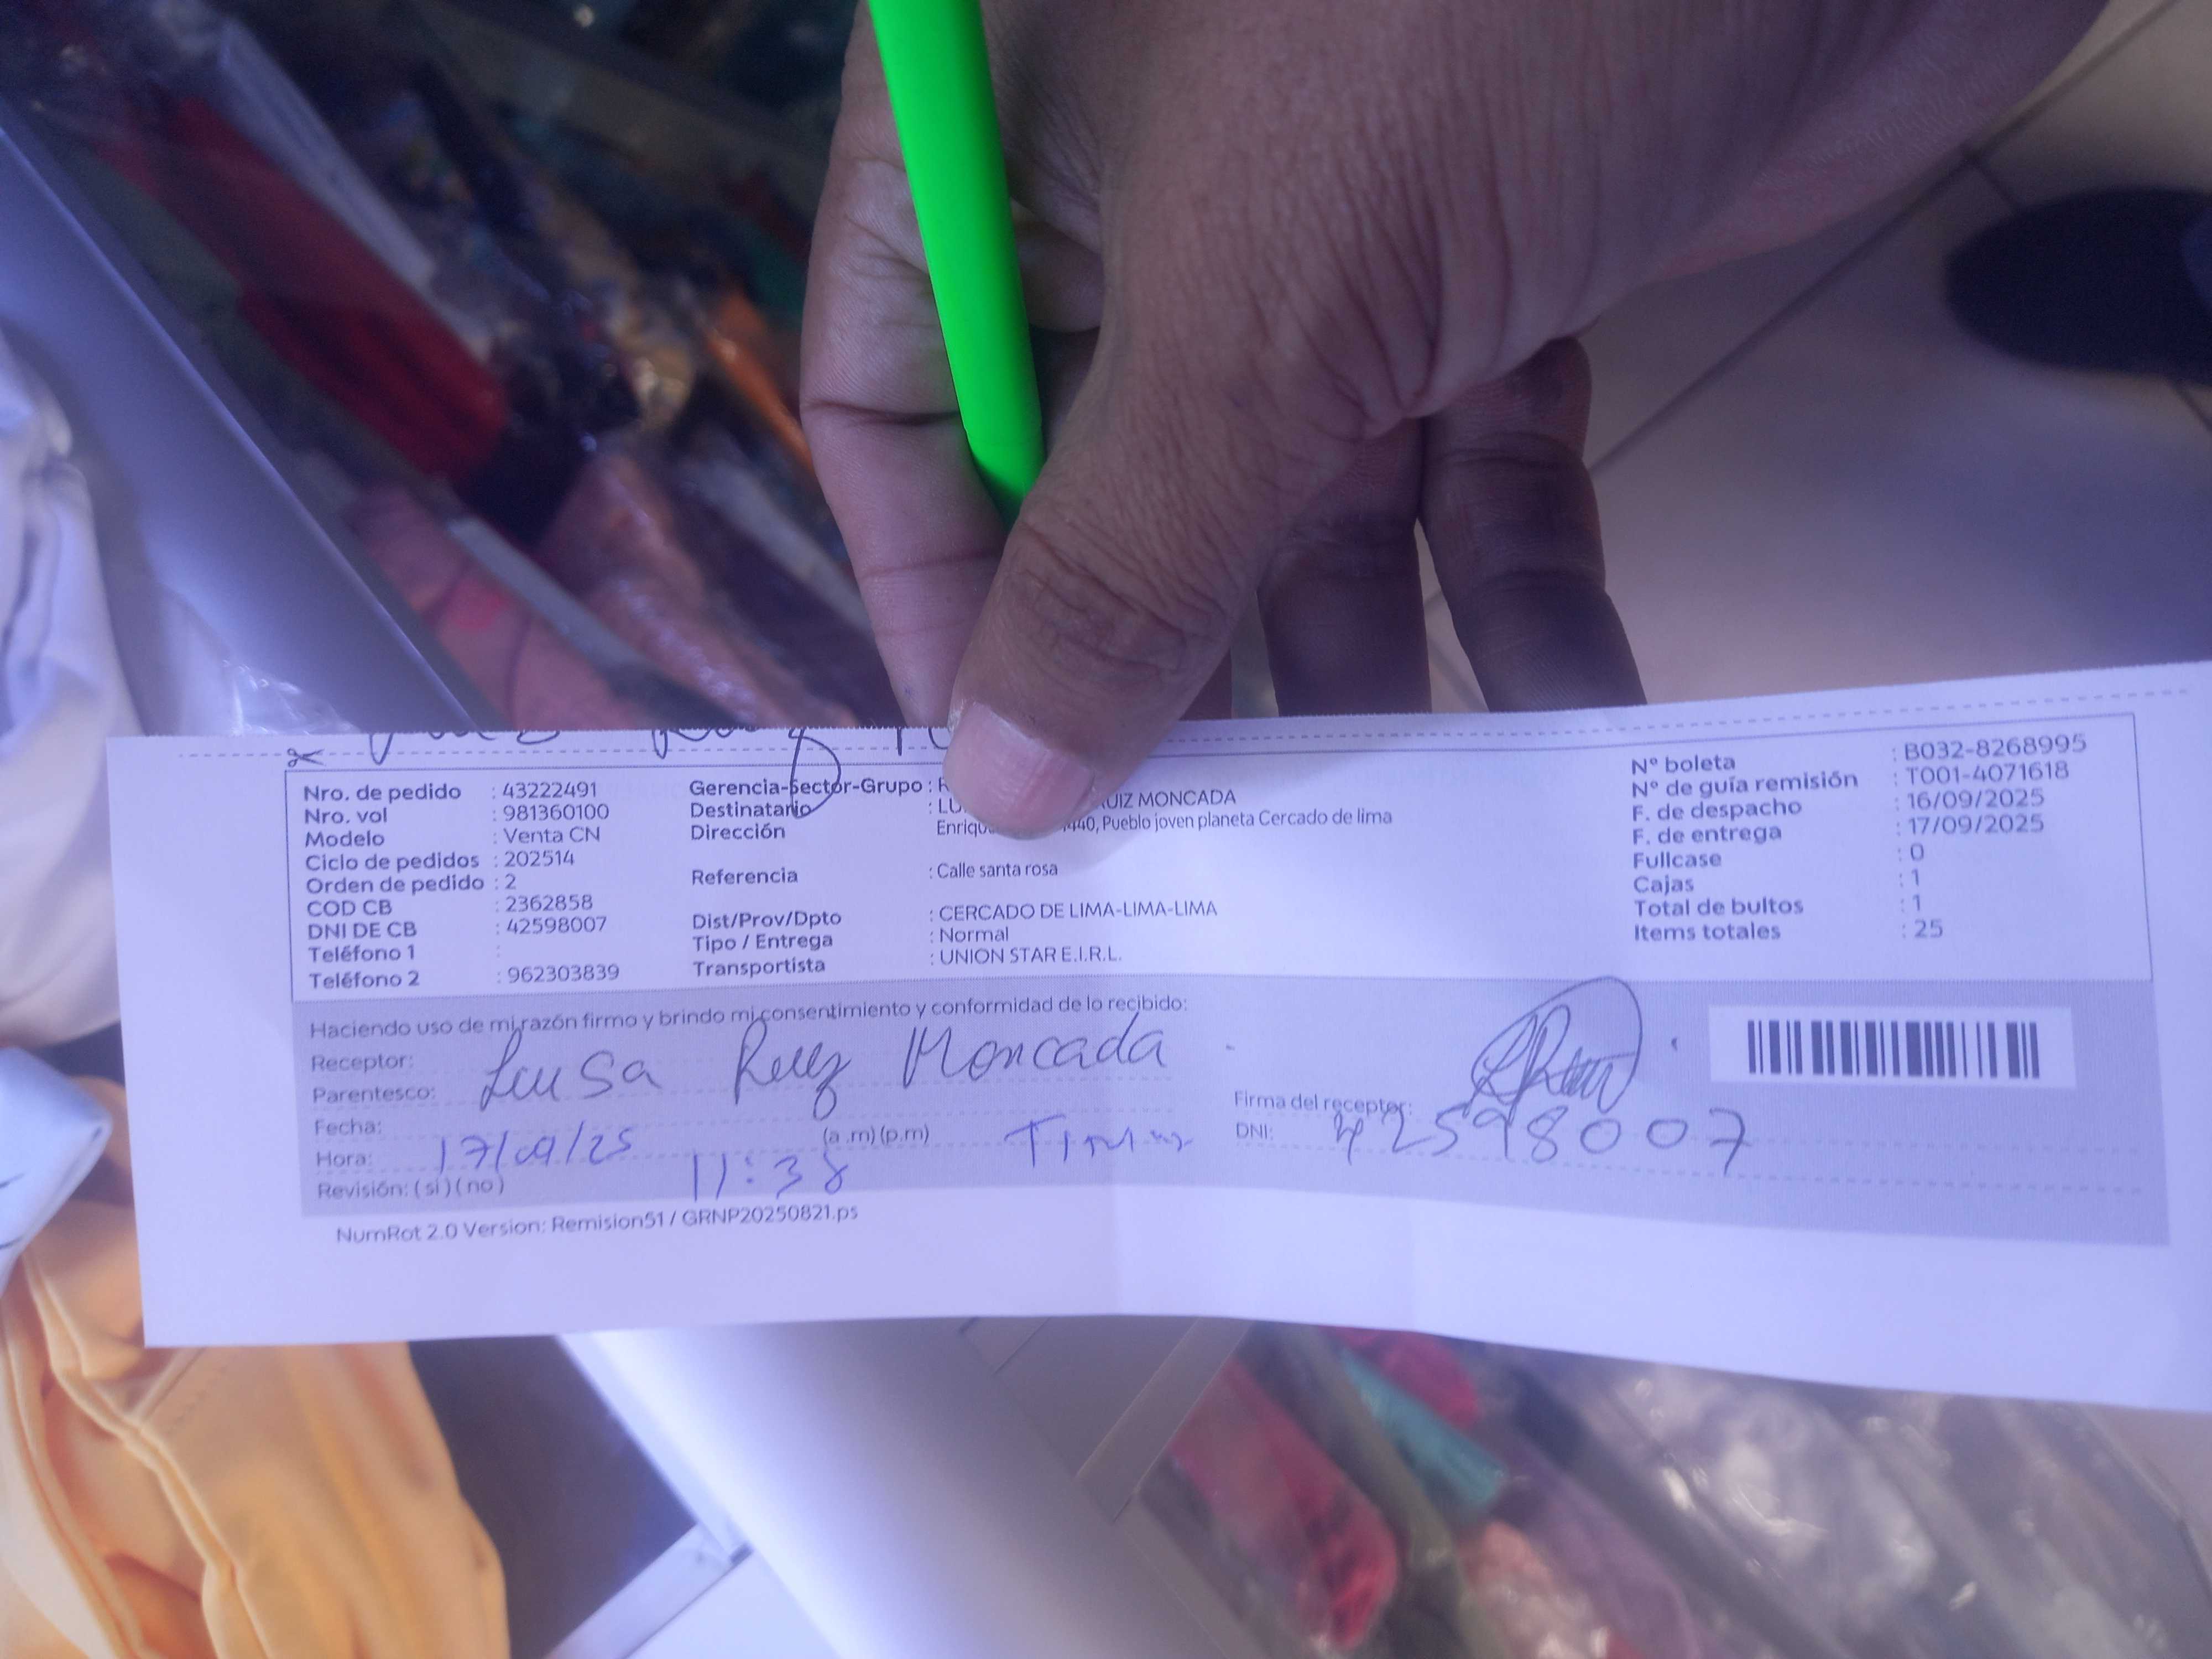 Nro. de pedido : 43222491
Nro. vol : 981360100
Modelo : Venta CN
Ciclo de pedidos : 202514
Orden de pedido : 2
COD CB : 2362858
DNI DE CB : 42598007
Teléfono 1 :
Teléfono 2 : 962303839
Gerencia-Sector-Grupo :
Destinatario : RUIZ MONCADA
Dirección 440, Pueblo joven planeta Cercado de lima
Referencia : Calle santa rosa
Dist/Prov/Dpto : CERCADO DE LIMA-LIMA-LIMA
Tipo / Entrega : Normal
Transportista : UNION STAR E.I.R.L.
N° boleta : B032-8268995
N° de guía remisión : T001-4071618
F. de despacho : 16/09/2025
F. de entrega : 17/09/2025
Fullcase : 0
Cajas : 1
Total de bultos : 1
Items totales : 25
Haciendo uso de mi razón firmo y brindo mi consentimiento y conformidad de lo recibido:
Receptor: Luisa Ruiz Moncada
Parentesco:
Fecha: 17/09/25
Hora: 11:38 (a.m) (p.m)
Revisión: (si) (no)
Firma del receptor:
DNI: 42598007
NumRot 2.0 Version: Remision51 / GRNP20250821.ps